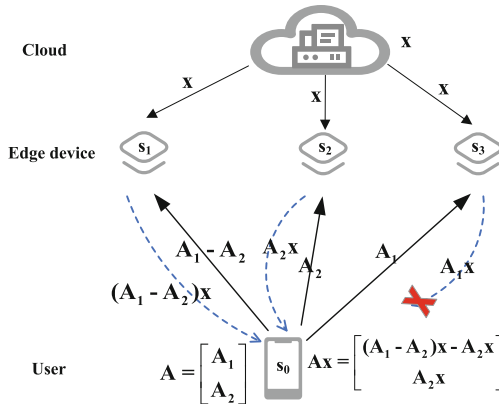 Cloud
x
x
x
x
Edge device
s₁
s₂
s₃
A₁ - A₂
(A₁ - A₂)x
A₂x
A₂
A₁
A₁x
User
A = [A₁
A₂]
s₀
Ax = [(A₁ - A₂)x - A₂x
A₂x]